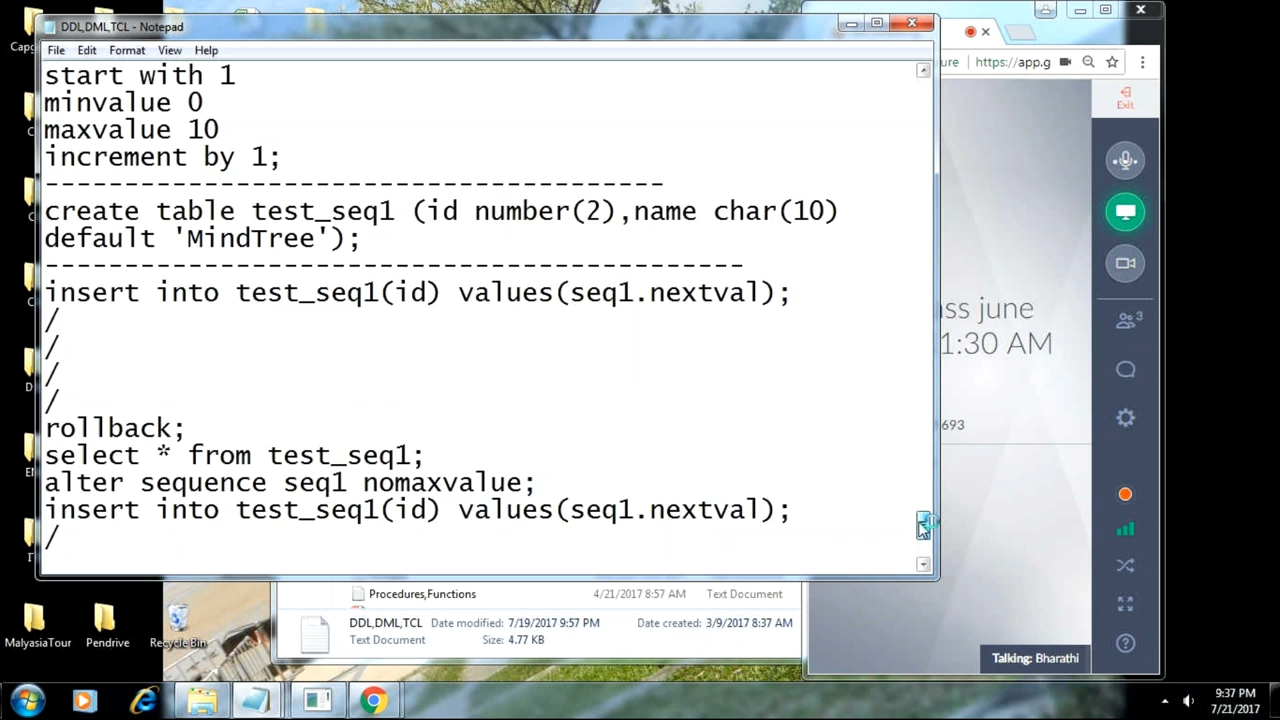 DDL,DML,TCL - Notepad
File Edit Format View Help
start with 1
minvalue 0
maxvalue 10
increment by 1;
---------------------------------------
create table test_seq1 (id number(2),name char(10)
default 'MindTree');
--------------------------------------------
insert into test_seq1(id) values(seq1.nextval);
/
/
/
/
rollback;
select * from test_seq1;
alter sequence seq1 nomaxvalue;
insert into test_seq1(id) values(seq1.nextval);
/
ure https://app.g
Exit
3
ss june
1:30 AM
693
Talking: Bharathi
Procedures,Functions 4/21/2017 8:57 AM Text Document
DDL,DML,TCL Date modified: 7/19/2017 9:57 PM Date created: 3/9/2017 8:37 AM
Text Document Size: 4.77 KB
Capg
MalyasiaTour Pendrive Recycle Bin
9:37 PM
7/21/2017